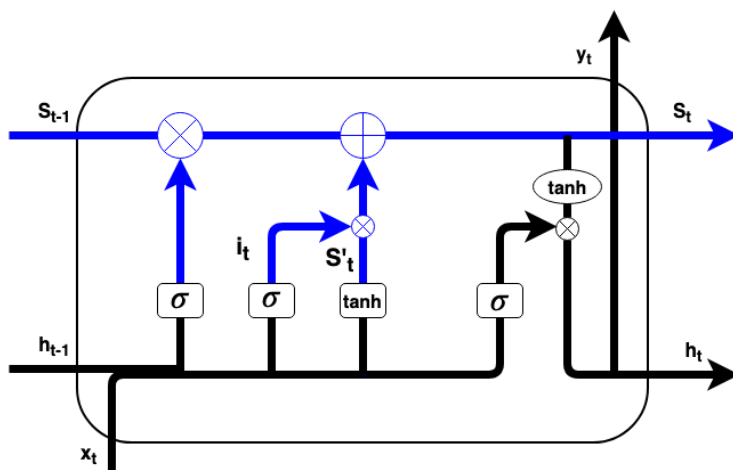 yₜ
Sₜ₋₁
Sₜ
tanh
iₜ
S'ₜ
σ
σ
tanh
σ
hₜ₋₁
hₜ
xₜ